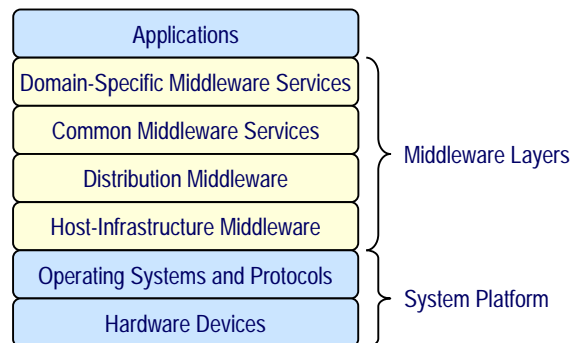 Applications
Domain-Specific Middleware Services
Common Middleware Services
Distribution Middleware
Host-Infrastructure Middleware
Middleware Layers
Operating Systems and Protocols
Hardware Devices
System Platform